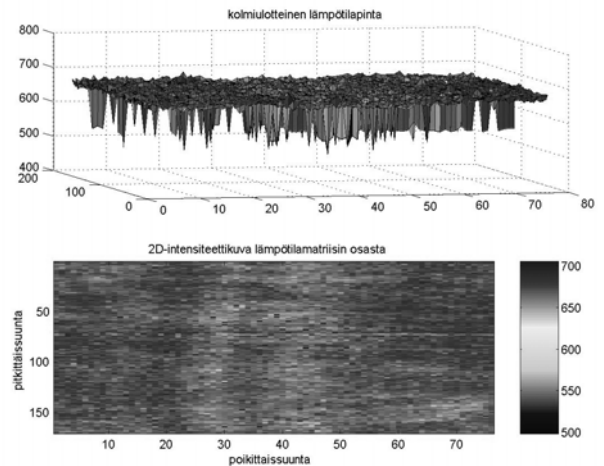 kolmiulotteinen lämpötilapinta
800
700
600
500
400
200
100
0
0 10 20 30 40 50 60 70 80
2D-intensiteettikuva lämpötilamatriisin osasta
pitkittäissuunta
50
100
150
10 20 30 40 50 60 70
poikittaissuunta
700
650
600
550
500